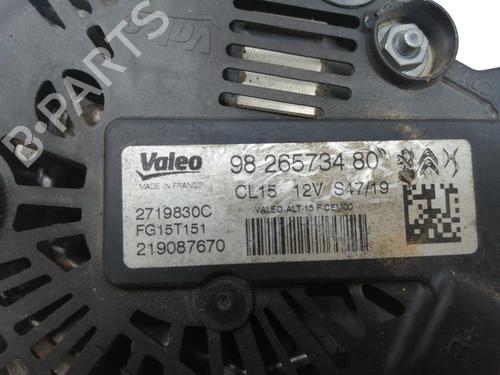 Valeo
B-PARTS
Valeo
98 265734 80
MADE IN FRANCE
CL15 12V S47/19
2719830C
VALEO ALT-15 F-CEM00
FG15T151
219087670